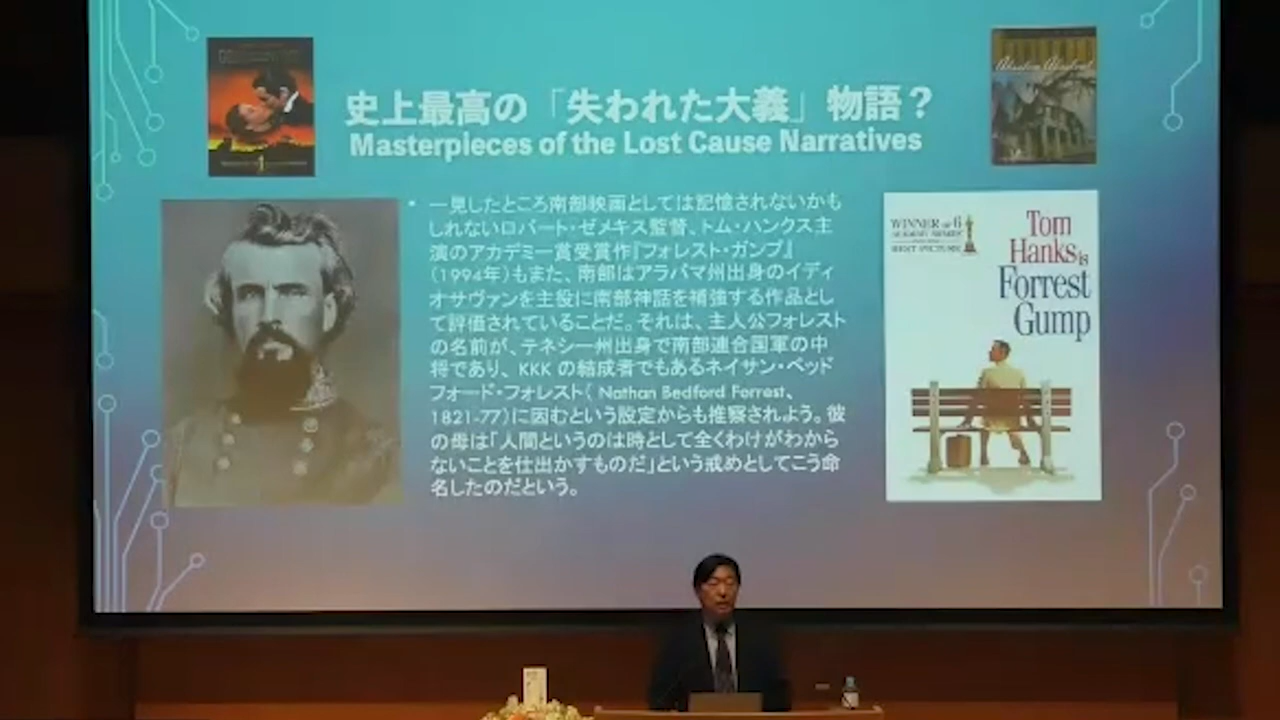 史上最高の「失われた大義」物語？
Masterpieces of the Lost Cause Narratives
Absalom, Absalom!
• 一見したところ南部映画としては記憶されないかも
しれないロバート・ゼメキス監督、トム・ハンクス主
演のアカデミー賞受賞作『フォレスト・ガンプ』
（1994年）もまた、南部はアラバマ州出身のイディ
オサヴァンを主役に南部神話を補強する作品とし
て評価されていることだ。それは、主人公フォレスト
の名前が、テネシー州出身で南部連合国軍の中
将であり、KKK の結成者でもあるネイサン・ベッド
フォード・フォレスト( Nathan Bedford Forrest、
1821-77)に因むという設定からも推察されよう。彼
の母は「人間というのは時として全くわけがわから
ないことを仕出かすものだ」という戒めとしてこう命
名したのだという。
WINNER OF 6
ACADEMY AWARDS
BEST PICTURE
Tom
Hanks is
Forrest
Gump